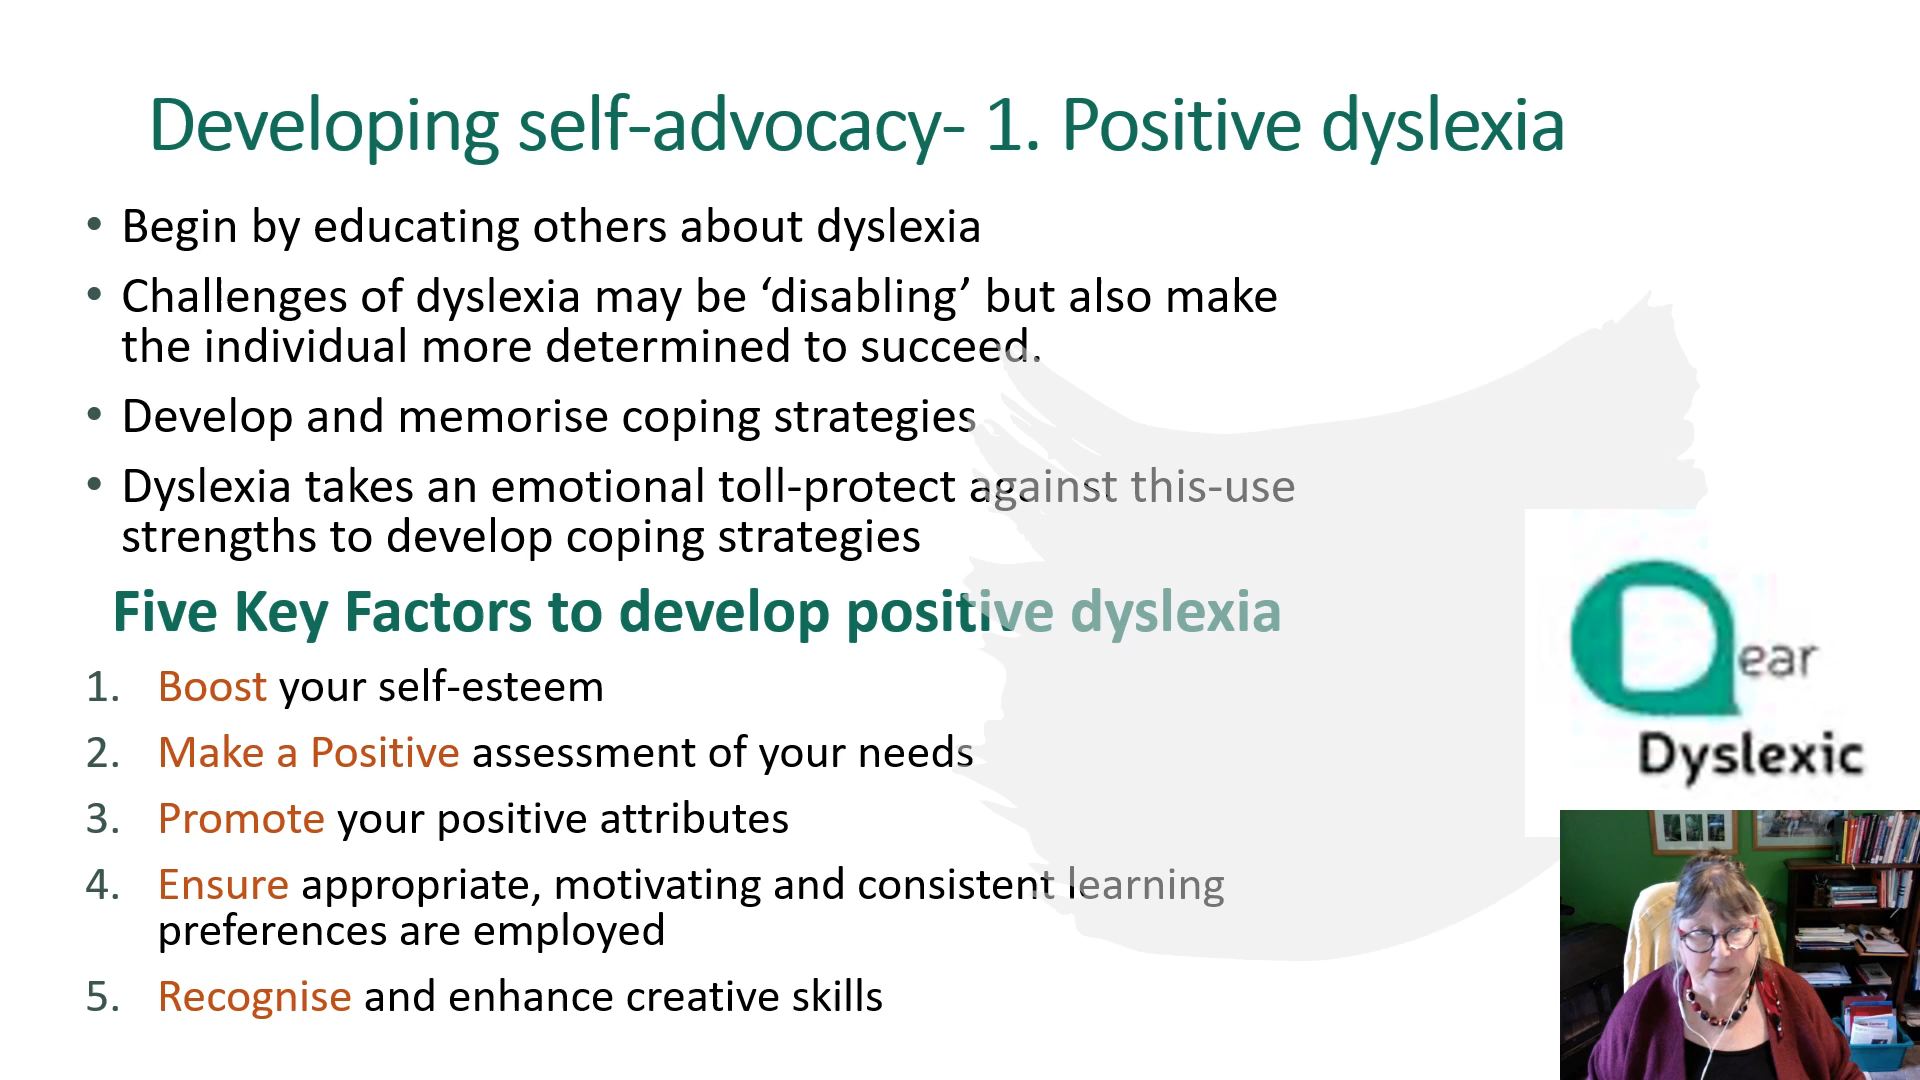 Developing self-advocacy- 1. Positive dyslexia
• Begin by educating others about dyslexia
• Challenges of dyslexia may be ‘disabling’ but also make
the individual more determined to succeed.
• Develop and memorise coping strategies
• Dyslexia takes an emotional toll-protect against this-use
strengths to develop coping strategies
Five Key Factors to develop positive dyslexia
1. Boost your self-esteem
2. Make a Positive assessment of your needs
3. Promote your positive attributes
4. Ensure appropriate, motivating and consistent learning
preferences are employed
5. Recognise and enhance creative skills
Dear
Dyslexic